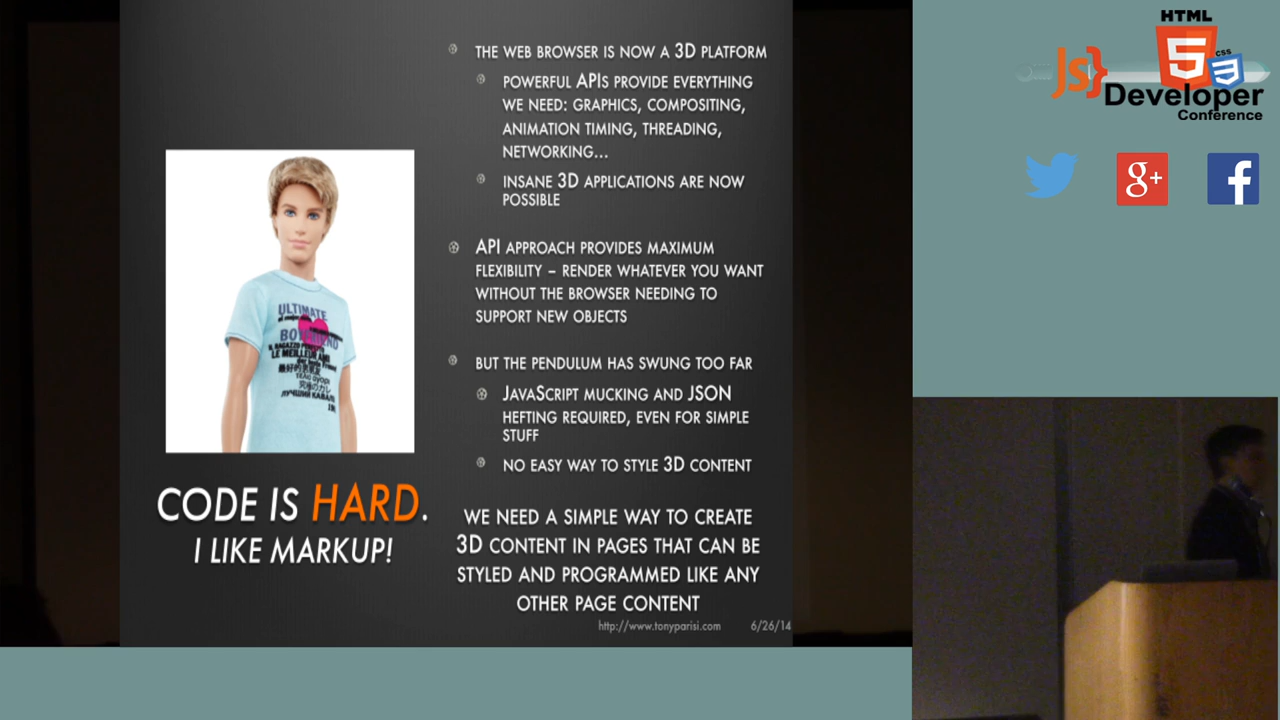 THE WEB BROWSER IS NOW A 3D PLATFORM
POWERFUL APIS PROVIDE EVERYTHING
WE NEED: GRAPHICS, COMPOSITING,
ANIMATION TIMING, THREADING,
NETWORKING...
INSANE 3D APPLICATIONS ARE NOW
POSSIBLE
API APPROACH PROVIDES MAXIMUM
FLEXIBILITY – RENDER WHATEVER YOU WANT
WITHOUT THE BROWSER NEEDING TO
SUPPORT NEW OBJECTS
BUT THE PENDULUM HAS SWUNG TOO FAR
JAVASCRIPT MUCKING AND JSON
HEFTING REQUIRED, EVEN FOR SIMPLE
STUFF
NO EASY WAY TO STYLE 3D CONTENT
WE NEED A SIMPLE WAY TO CREATE
3D CONTENT IN PAGES THAT CAN BE
STYLED AND PROGRAMMED LIKE ANY
OTHER PAGE CONTENT
http://www.tonyparisi.com 6/26/14
ULTIMATE
LE MEILLEUR AMI
CODE IS HARD.
I LIKE MARKUP!
HTML
JS} 5 CSS 3
Developer
Conference
g+ f